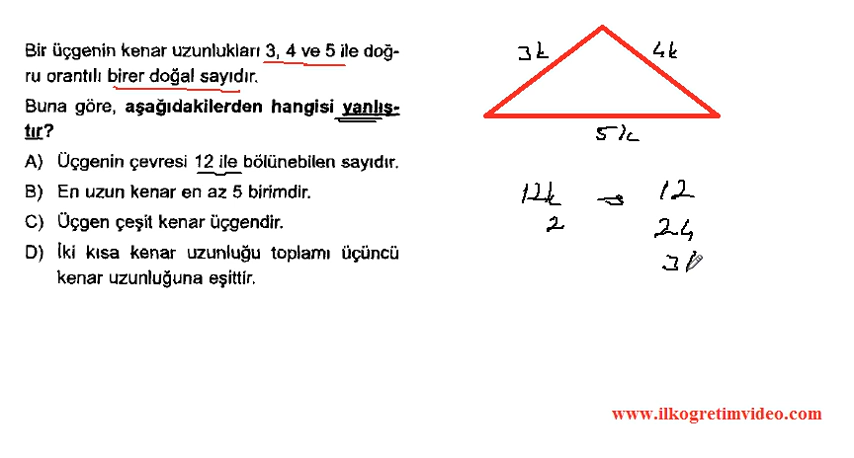 Bir üçgenin kenar uzunlukları 3, 4 ve 5 ile doğ-
ru orantılı birer doğal sayıdır.
Buna göre, aşağıdakilerden hangisi yanlış-
tır?
A) Üçgenin çevresi 12 ile bölünebilen sayıdır.
B) En uzun kenar en az 5 birimdir.
C) Üçgen çeşit kenar üçgendir.
D) İki kısa kenar uzunluğu toplamı üçüncü
kenar uzunluğuna eşittir.
3k 4k
5k
12k → 12
2 24
3
www.ilkogretimvideo.com